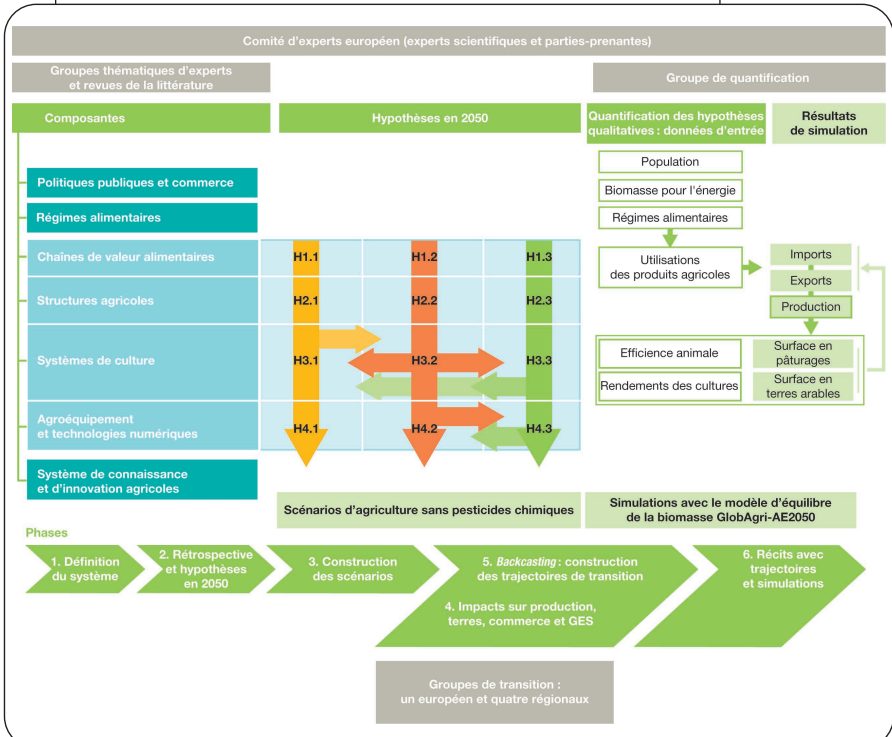 Comité d'experts européen (experts scientifiques et parties-prenantes)
Groupes thématiques d'experts
et revues de la littérature
Groupe de quantification
Composantes
Hypothèses en 2050
Quantification des hypothèses
qualitatives : données d'entrée
Résultats
de simulation
Politiques publiques et commerce
Régimes alimentaires
Chaînes de valeur alimentaires
Structures agricoles
Systèmes de culture
Agroéquipement
et technologies numériques
Système de connaissance
et d'innovation agricoles
H1.1
H1.2
H1.3
H2.1
H2.2
H2.3
H3.1
H3.2
H3.3
H4.1
H4.2
H4.3
Population
Biomasse pour l'énergie
Régimes alimentaires
Utilisations
des produits agricoles
Imports
Exports
Production
Efficience animale
Surface en
pâturages
Rendements des cultures
Surface en
terres arables
Scénarios d'agriculture sans pesticides chimiques
Simulations avec le modèle d'équilibre
de la biomasse GlobAgri-AE2050
Phases
1. Définition
du système
2. Rétrospective
et hypothèses
en 2050
3. Construction
des scénarios
5. Backcasting : construction
des trajectoires de transition
4. Impacts sur production,
terres, commerce et GES
6. Récits avec
trajectoires
et simulations
Groupes de transition :
un européen et quatre régionaux